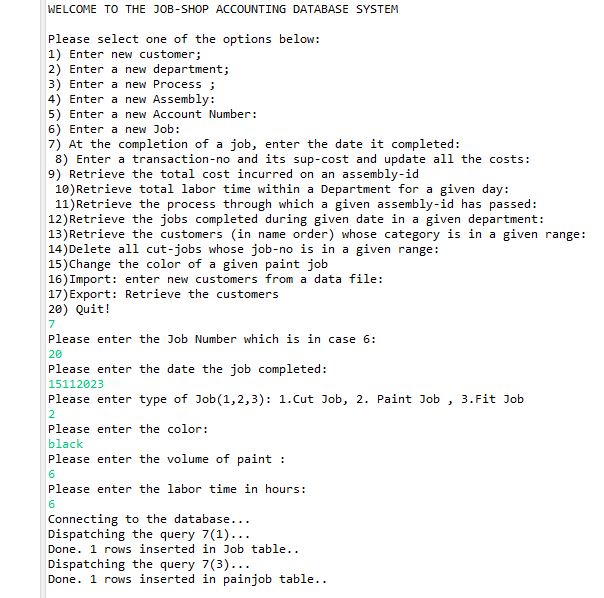 WELCOME TO THE JOB-SHOP ACCOUNTING DATABASE SYSTEM
Please select one of the options below:
1) Enter new customer;
2) Enter a new department;
3) Enter a new Process ;
4) Enter a new Assembly:
5) Enter a new Account Number:
6) Enter a new Job:
7) At the completion of a job, enter the date it completed:
8) Enter a transaction-no and its sup-cost and update all the costs:
9) Retrieve the total cost incurred on an assembly-id
10)Retrieve total labor time within a Department for a given day:
11)Retrieve the process through which a given assembly-id has passed:
12)Retrieve the jobs completed during given date in a given department:
13)Retrieve the customers (in name order) whose category is in a given range:
14)Delete all cut-jobs whose job-no is in a given range:
15)Change the color of a given paint job
16)Import: enter new customers from a data file:
17)Export: Retrieve the customers
20) Quit!
7
Please enter the Job Number which is in case 6:
20
Please enter the date the job completed:
15112023
Please enter type of Job(1,2,3): 1.Cut Job, 2. Paint Job , 3.Fit Job
2
Please enter the color:
black
Please enter the volume of paint :
6
Please enter the labor time in hours:
6
Connecting to the database...
Dispatching the query 7(1)...
Done. 1 rows inserted in Job table..
Dispatching the query 7(3)...
Done. 1 rows inserted in painjob table..